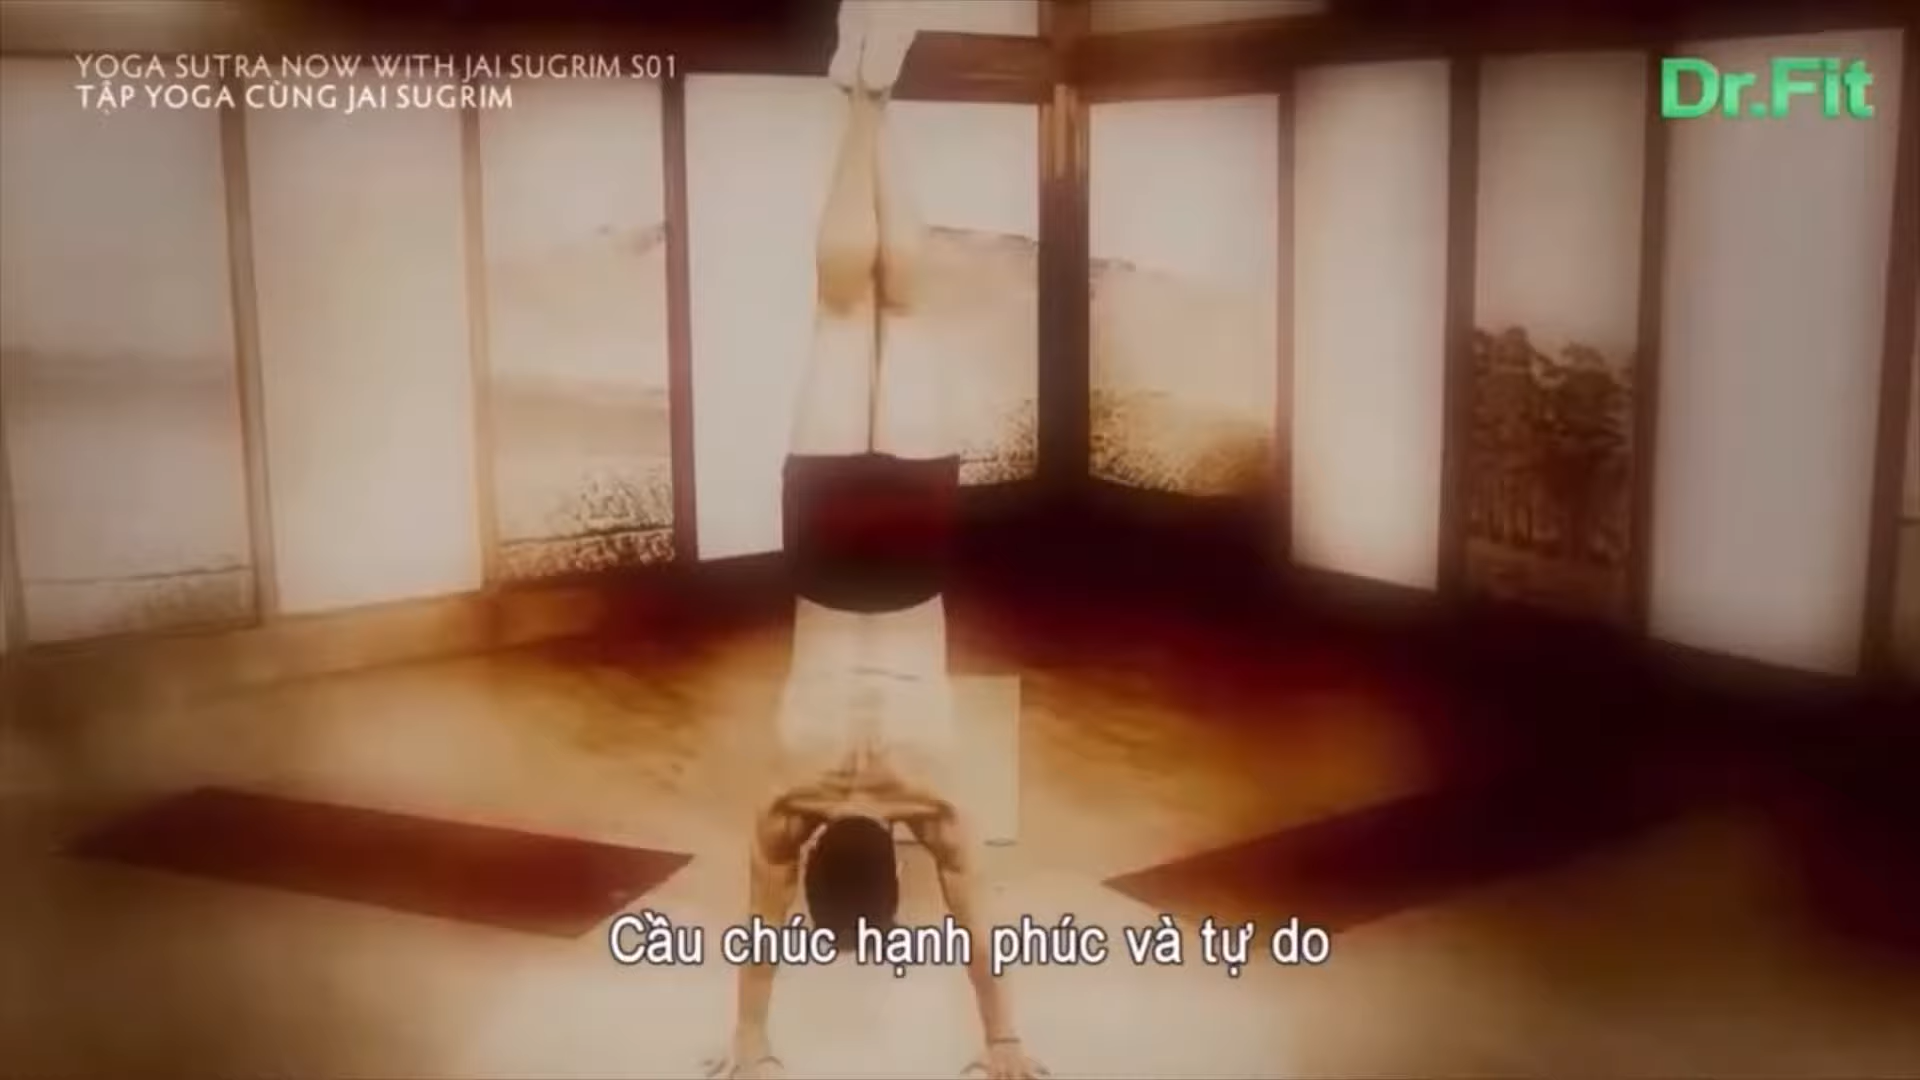 YOGA SUTRA NOW WITH JAI SUGRIM S01
TẬP YOGA CÙNG JAI SUGRIM
Dr.Fit
Cầu chúc hạnh phúc và tự do